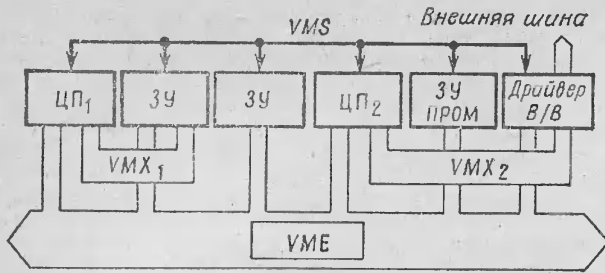 Внешняя шина
VMS
ЦП₁
ЗУ
ЗУ
ЦП₂
ЗУ
ПРОМ
Драйвер
В/В
VMX₁
VMX₂
VME